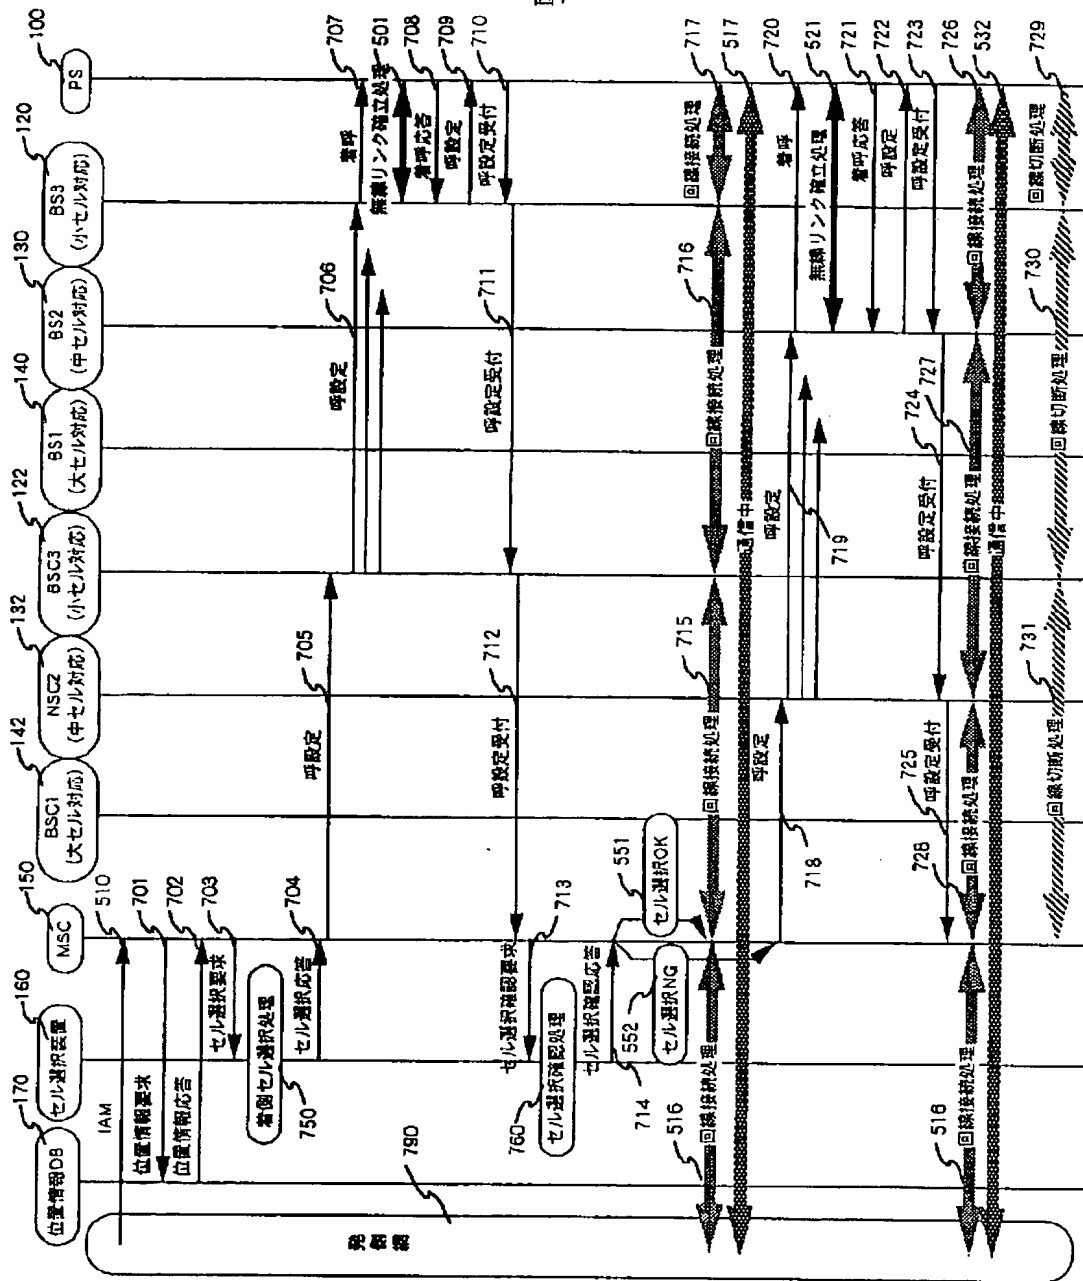 170
位置情報DB
160
セル選択装置
150
MSC
142
BSC1
(大セル対応)
132
NSC2
(中セル対応)
122
BSC3
(小セル対応)
140
BS1
(大セル対応)
130
BS2
(中セル対応)
120
BS3
(小セル対応)
100
PS
発側網
790
IAM
510
位置情報要求
701
位置情報応答
702
セル選択要求
703
着側セル選択処理
750
セル選択応答
704
呼設定
705
呼設定
706
着呼
707
無線リンク確立処理
501
着呼応答
708
呼設定
709
呼設定受付
710
呼設定受付
711
呼設定受付
712
セル選択確認要求
713
760
セル選択確認処理
セル選択確認応答
714
552
セル選択NG
551
セル選択OK
516
回線接続処理
回線接続処理
715
回線接続処理
716
回線接続処理
717
通信中
517
呼設定
718
呼設定
719
着呼
720
無線リンク確立処理
521
着呼応答
721
呼設定
722
呼設定受付
723
呼設定受付
724
呼設定受付
725
516
回線接続処理
回線接続処理
728
回線接続処理
727
回線接続処理
726
通信中
532
回線切断処理
731
回線切断処理
730
回線切断処理
729